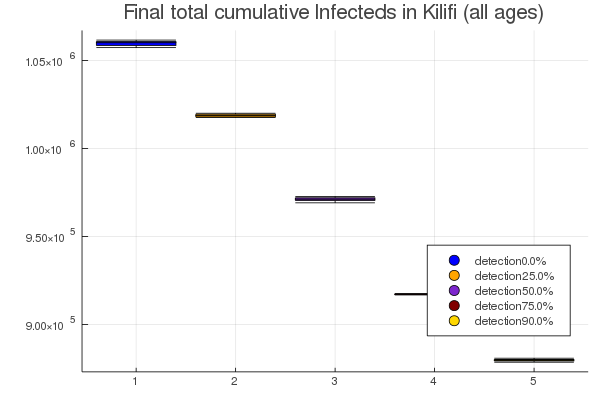 Final total cumulative Infecteds in Kilifi (all ages)
1.05×10 6
1.00×10 6
9.50×10 5
9.00×10 5
detection0.0%
detection25.0%
detection50.0%
detection75.0%
detection90.0%
1 2 3 4 5